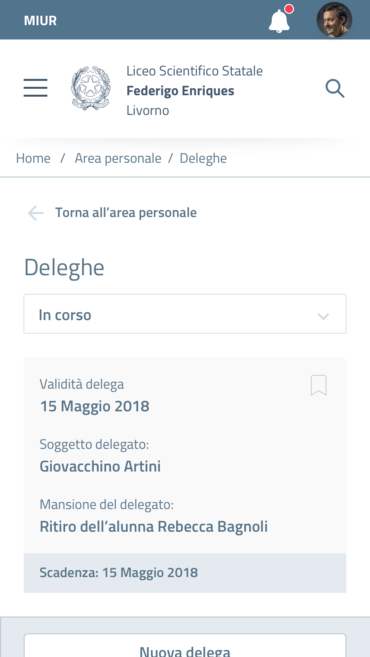 MIUR
Liceo Scientifico Statale
Federigo Enriques
Livorno
Home / Area personale / Deleghe
Torna all’area personale
Deleghe
In corso
Validità delega
15 Maggio 2018
Soggetto delegato:
Giovacchino Artini
Mansione del delegato:
Ritiro dell’alunna Rebecca Bagnoli
Scadenza: 15 Maggio 2018
Nuova delega